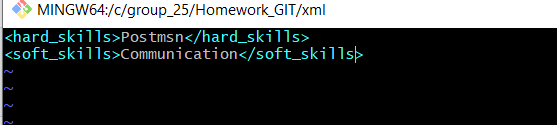 MINGW64:/c/group_25/Homework_GIT/xml
<hard_skills>Postmsn</hard_skills>
<soft_skills>Communication</soft_skills>
~
~
~
~